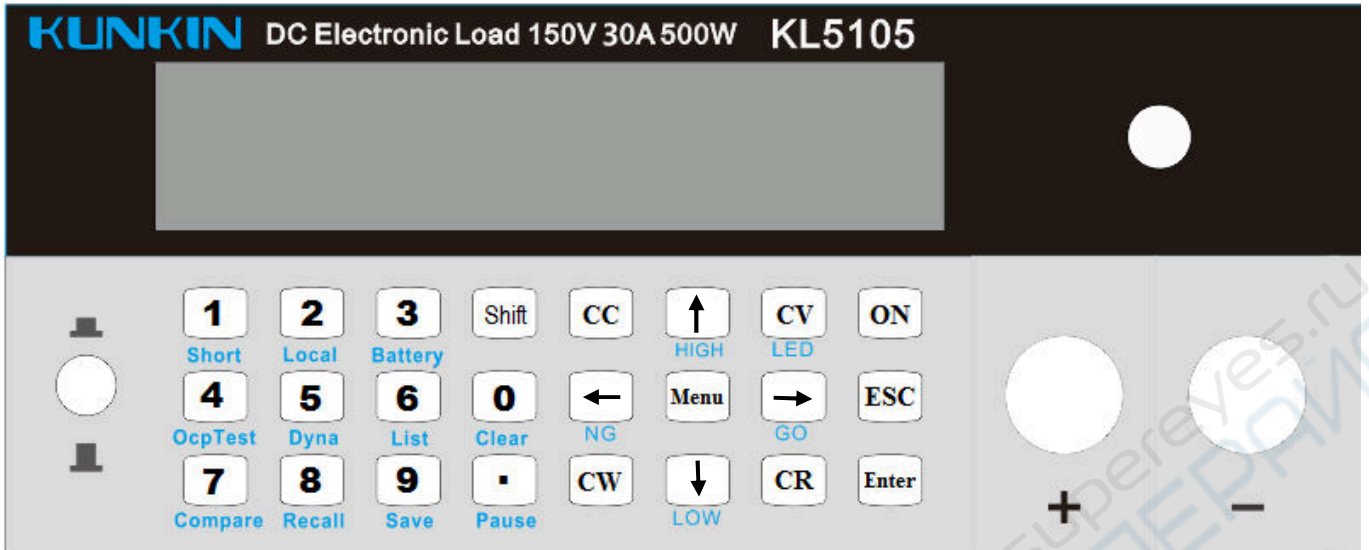 KUNKIN DC Electronic Load 150V 30A 500W KL5105
1 2 3 Shift CC ↑ CV ON
Short Local Battery HIGH LED
4 5 6 0 ← Menu → ESC
OcpTest Dyna List Clear NG GO
7 8 9 . CW ↓ CR Enter
Compare Recall Save Pause LOW
+ −
supereyes.ru